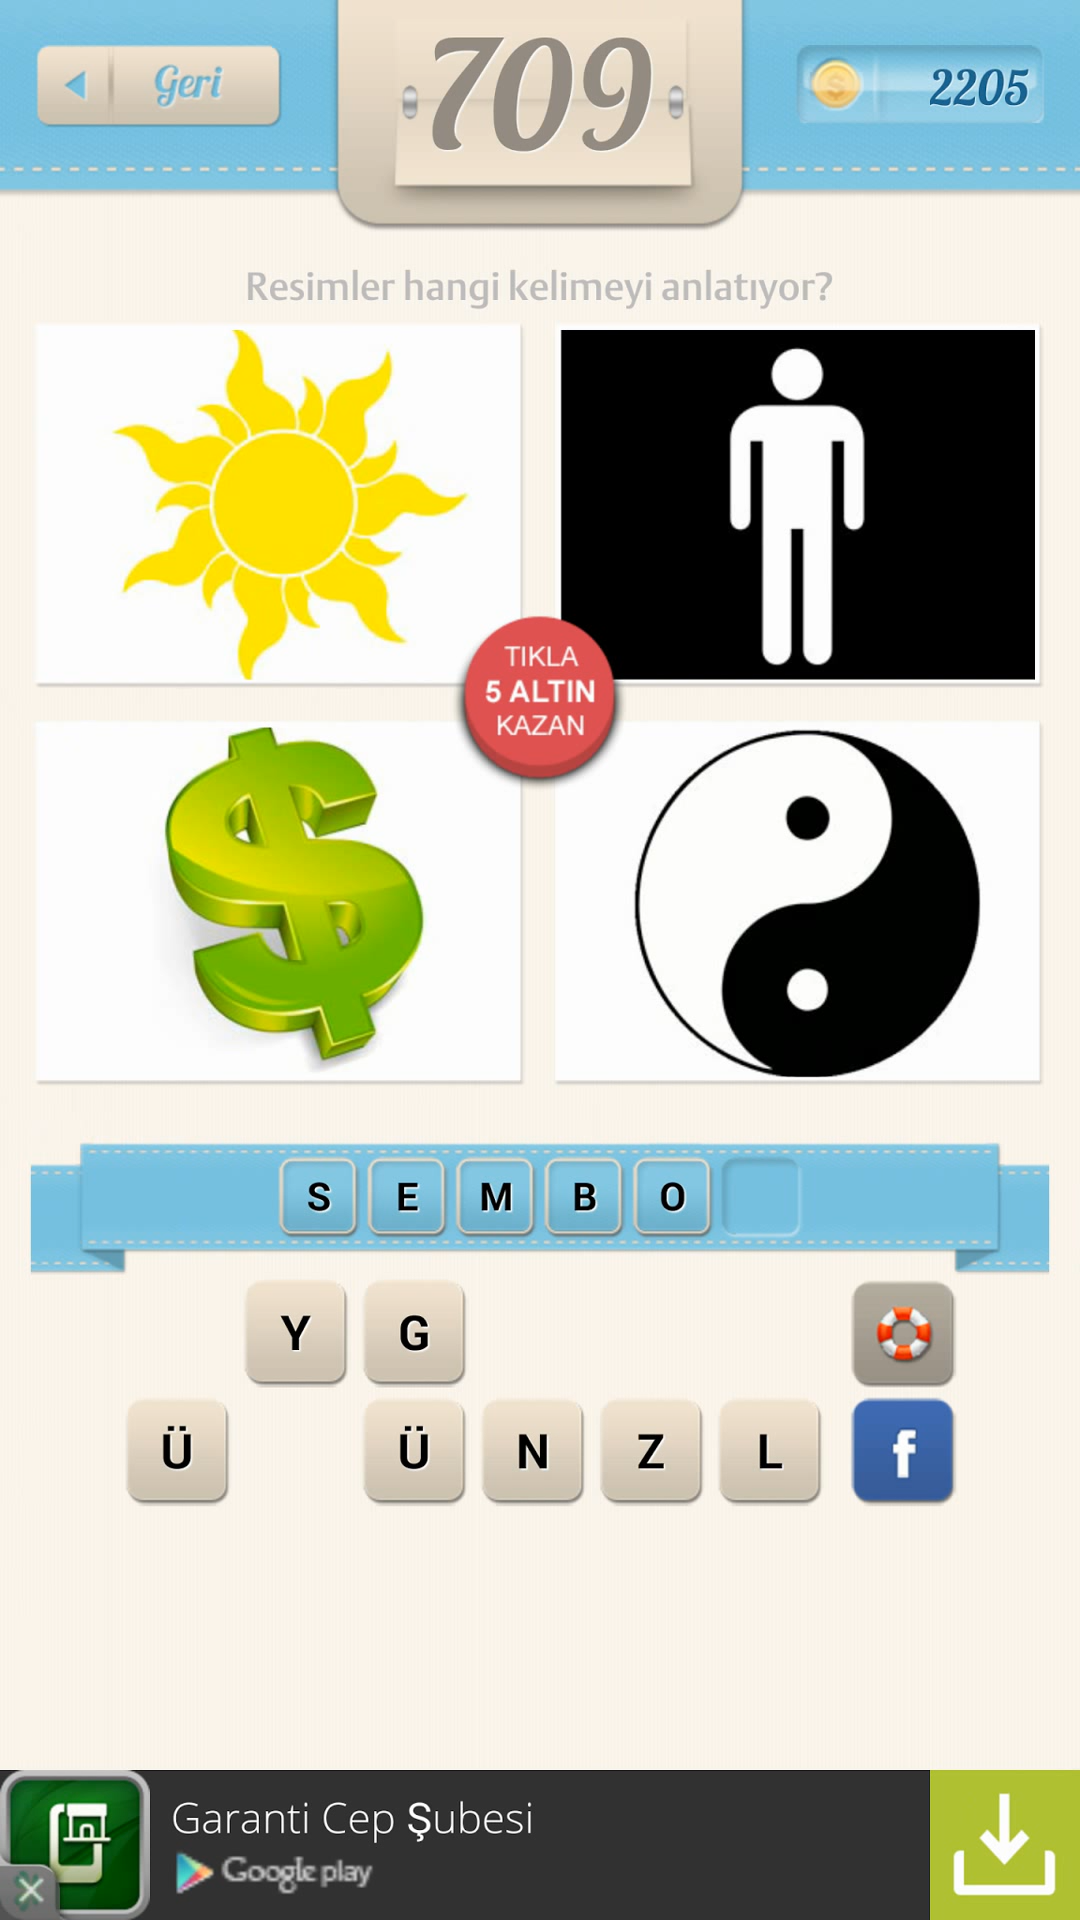 Geri
709
2205
Resimler hangi kelimeyi anlatıyor?
TIKLA
5 ALTIN
KAZAN
S E M B O
Y G
Ü Ü N Z L f
Garanti Cep Şubesi
Google play